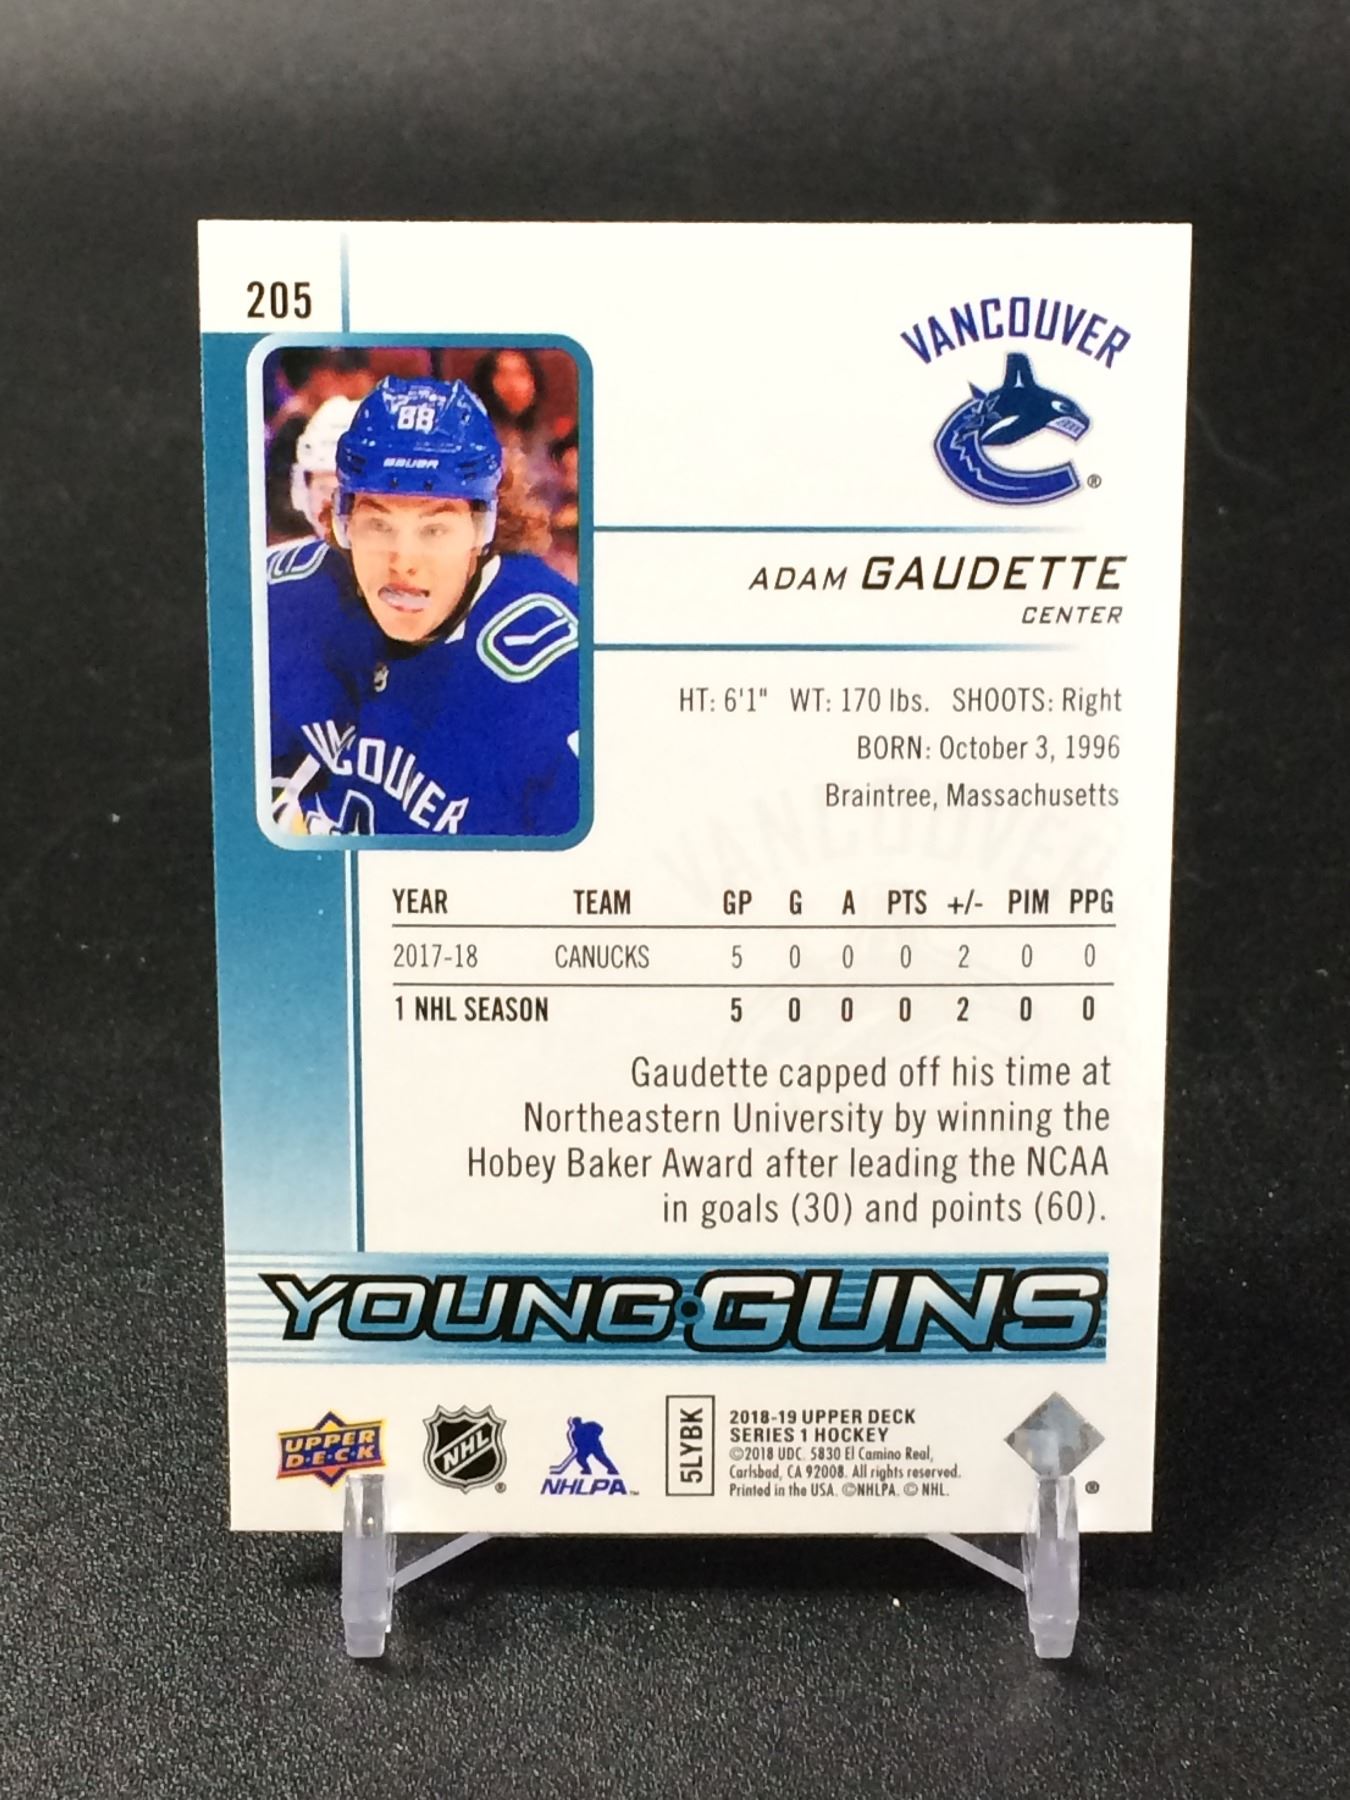 205
VANCOUVER
®
88
BAUER
VANCOUVER
ADAM GAUDETTE
CENTER
HT: 6'1" WT: 170 lbs. SHOOTS: Right
BORN: October 3, 1996
Braintree, Massachusetts
VANCOUVER
YEAR TEAM GP G A PTS +/- PIM PPG
2017-18 CANUCKS 5 0 0 0 2 0 0
1 NHL SEASON 5 0 0 0 2 0 0
Gaudette capped off his time at
Northeastern University by winning the
Hobey Baker Award after leading the NCAA
in goals (30) and points (60).
YOUNG GUNS
UPPER
D·E·C·K
NHL
®
NHLPA™
5LYBK
2018-19 UPPER DECK
SERIES 1 HOCKEY
©2018 UDC. 5830 El Camino Real,
Carlsbad, CA 92008. All rights reserved.
Printed in the USA. ©NHLPA. © NHL.
®